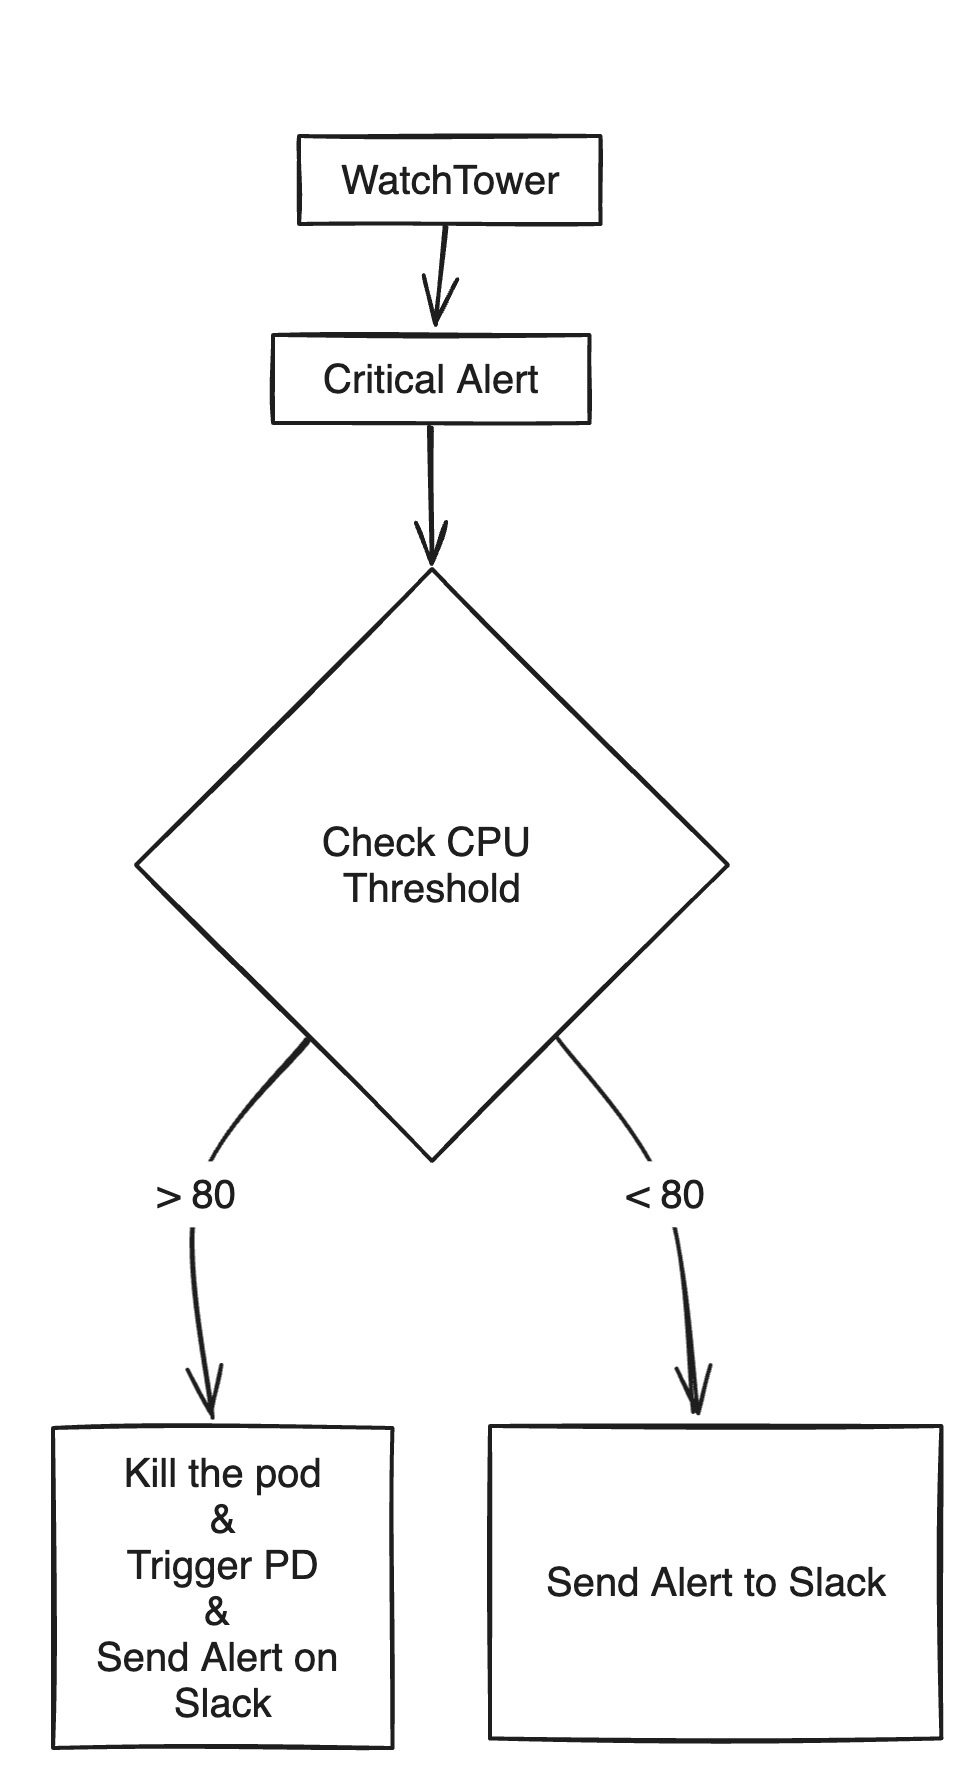 WatchTower
Critical Alert
Check CPU
Threshold
> 80
< 80
Kill the pod
&
Trigger PD
&
Send Alert on
Slack
Send Alert to Slack